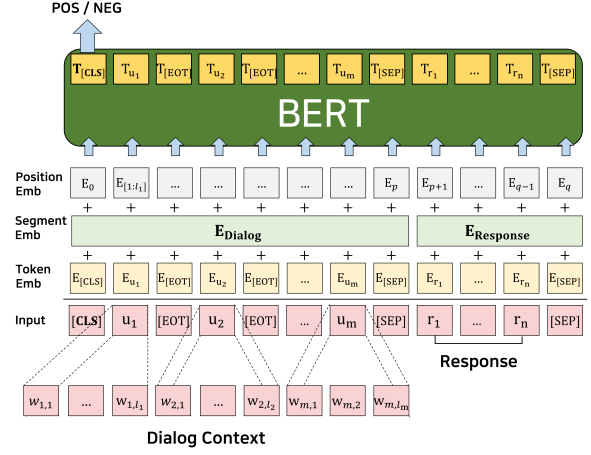 POS / NEG
T[CLS] Tu1 T[EOT] Tu2 T[EOT] ... Tum T[SEP] Tr1 ... Trn T[SEP]
BERT
Position Emb E0 E[1:l1] ... ... ... ... ... Ep Ep+1 ... Eq−1 Eq
+ + + + + + + + + + + +
Segment Emb EDialog EResponse
+ + + + + + + + + + + +
Token Emb E[CLS] Eu1 E[EOT] Eu2 E[EOT] ... Eum E[SEP] Er1 ... Ern E[SEP]
Input [CLS] u1 [EOT] u2 [EOT] ... um [SEP] r1 ... rn [SEP]
Response
w1,1 ... w1,l1 w2,1 ... w2,l2 wm,1 wm,2 wm,lm
Dialog Context